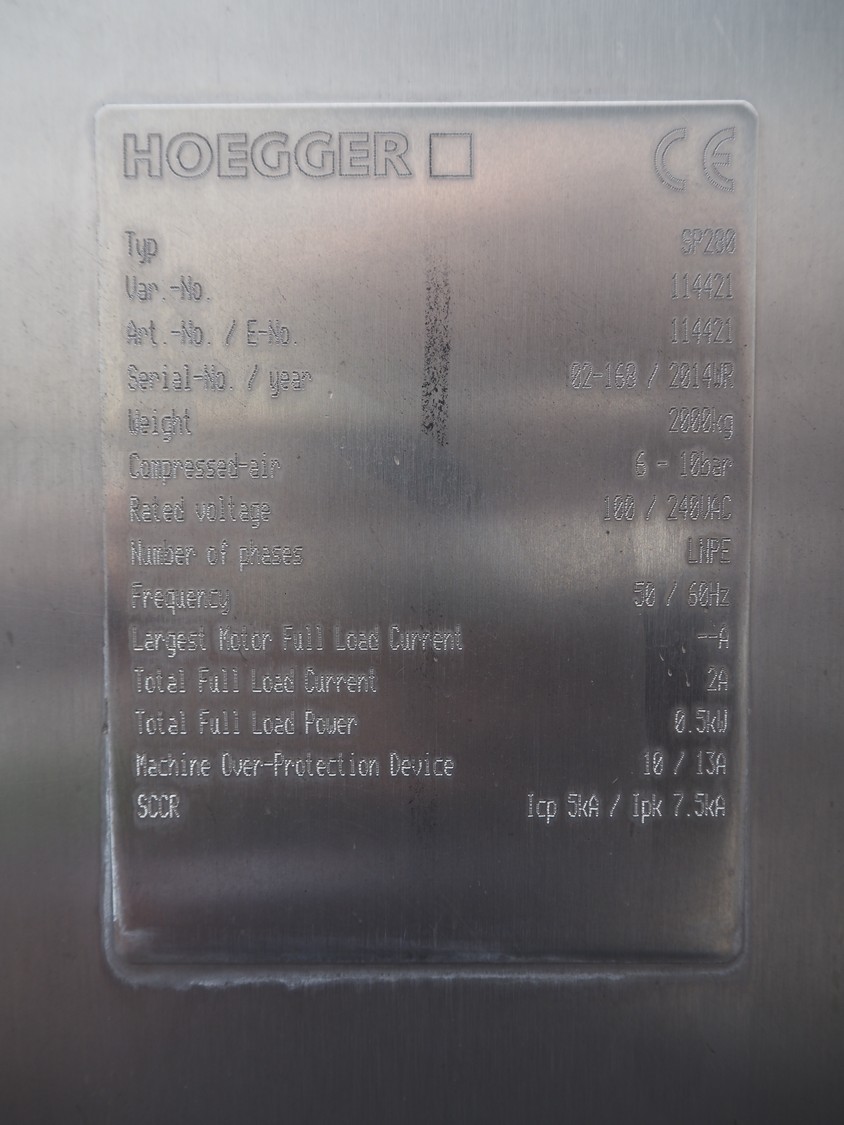 HOEGGER CE
Typ SP280
Var.-No. 114421
Art.-No. / E-No. 114421
Serial-No. / year 02-168 / 2014WR
Weight 2000kg
Compressed-air 6 - 10bar
Rated voltage 100 / 240VAC
Number of phases LNPE
Frequency 50 / 60Hz
Largest Motor Full Load Current --A
Total Full Load Current 2A
Total Full Load Power 0.5kW
Machine Over-Protection Device 10 / 13A
SCCR Icp 5kA / Ipk 7.5kA